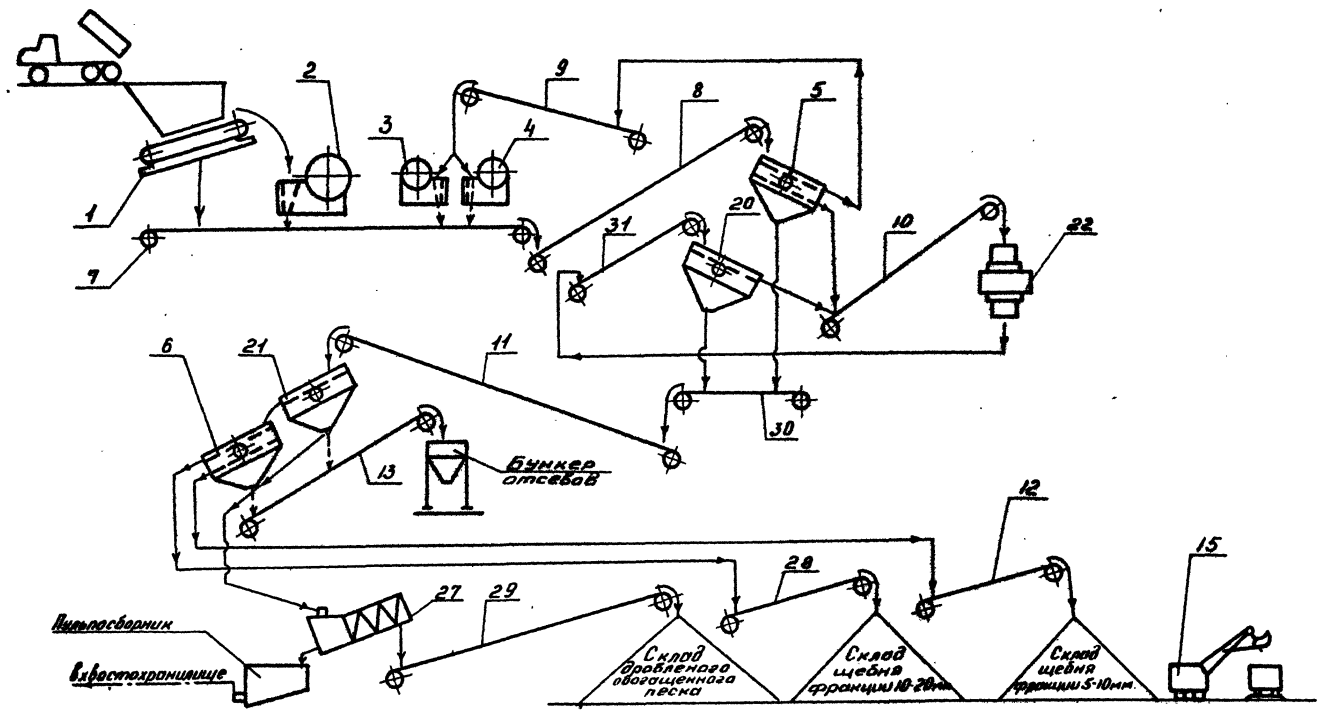 2
9
8
5
3
4
1
7
20
31
10
22
6
21
11
30
13
Бункер
отсевов
12
15
28
27
29
Пульпосборник
В хвостохранилище
Склад
дробленого
обогащенного
песка
Склад
щебня
фракции 10-20мм
Склад
щебня
фракции 5-10мм.